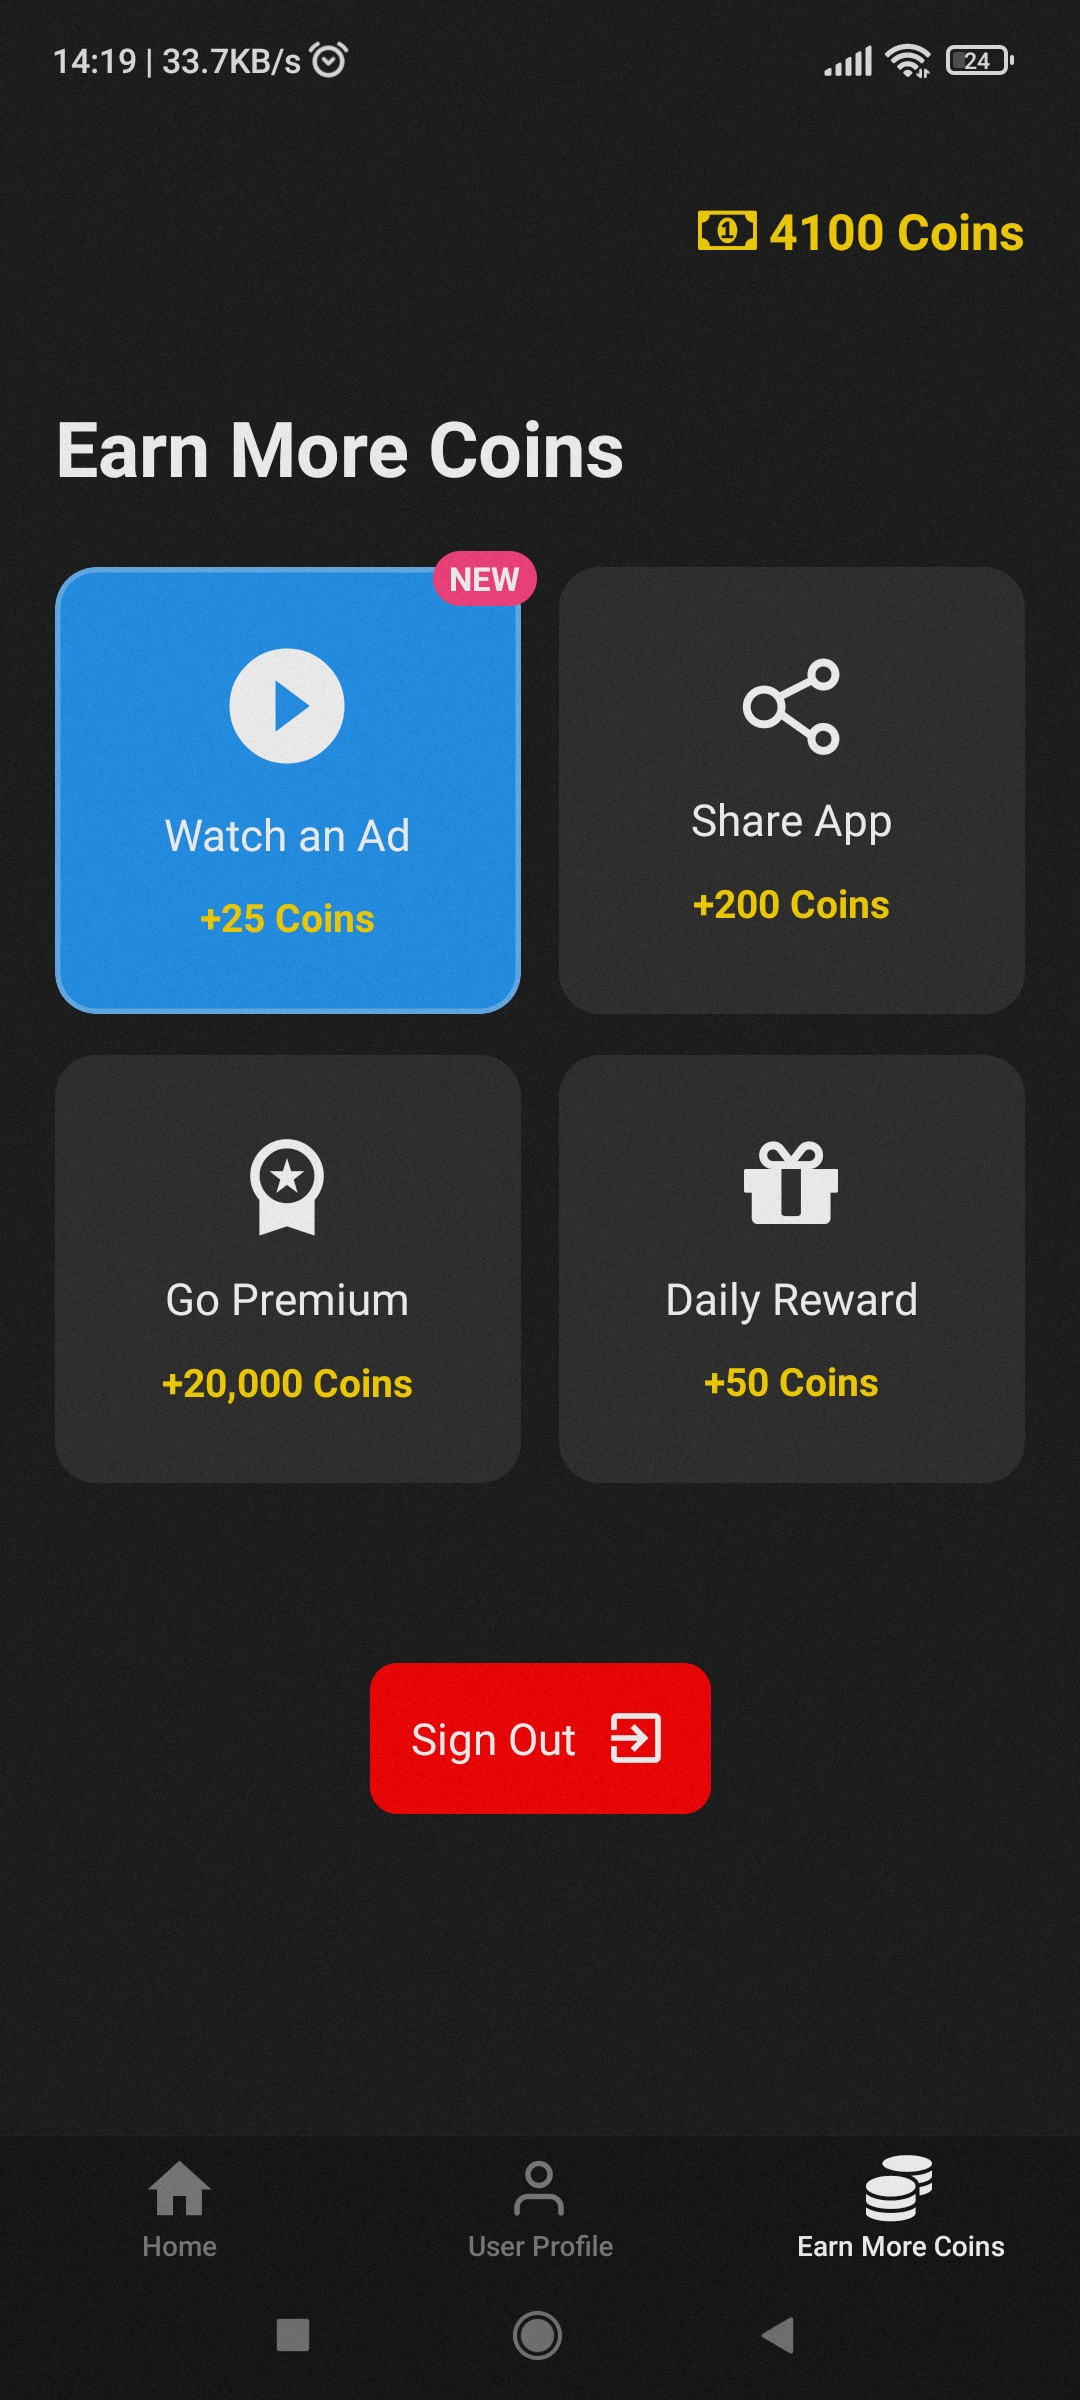 14:19 | 33.7KB/s
24
4100 Coins
Earn More Coins
NEW
Watch an Ad
+25 Coins
Share App
+200 Coins
Go Premium
+20,000 Coins
Daily Reward
+50 Coins
Sign Out
Home
User Profile
Earn More Coins